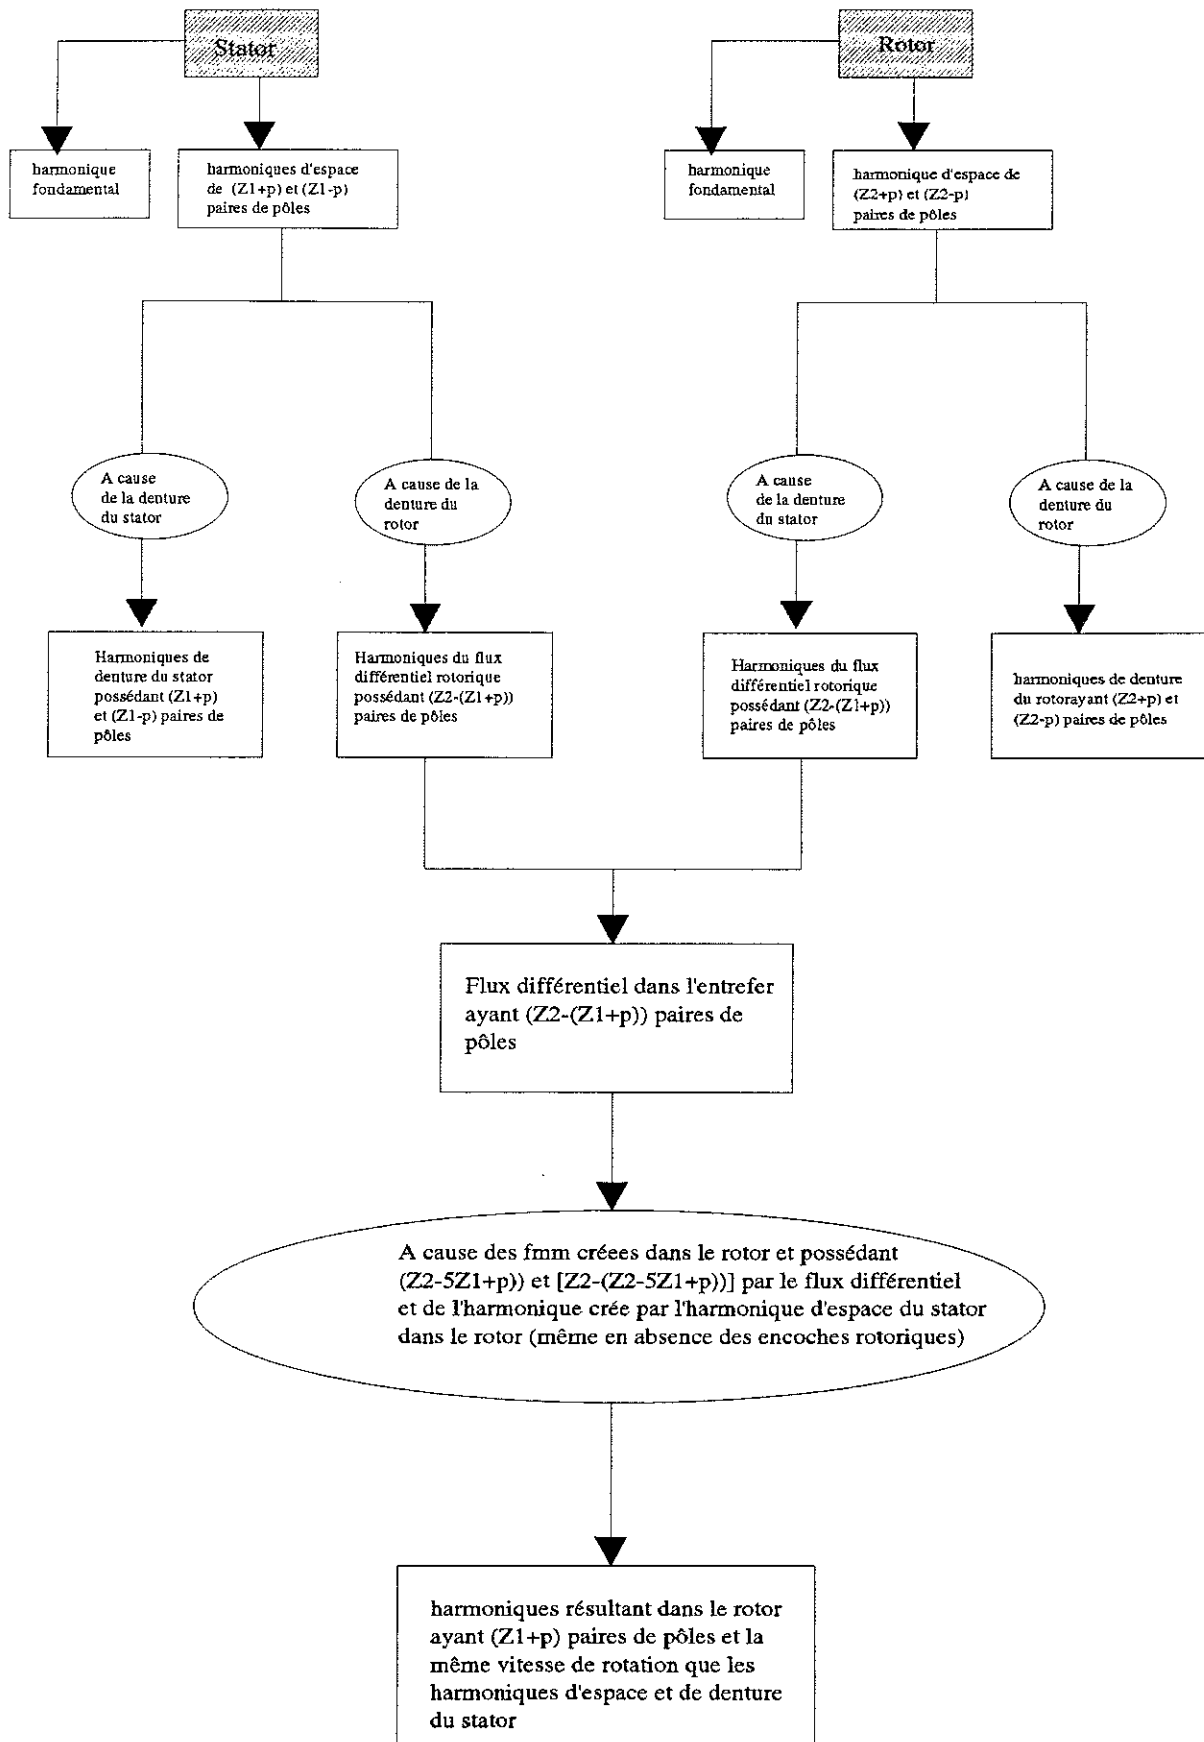 Stator
Rotor
harmonique
fondamental
harmoniques d'espace
de (Z1+p) et (Z1-p)
paires de pôles
harmonique
fondamental
harmonique d'espace de
(Z2+p) et (Z2-p)
paires de pôles
A cause
de la denture
du stator
A cause de la
denture du
rotor
A cause
de la denture
du stator
A cause de la
denture du
rotor
Harmoniques de
denture du stator
possédant (Z1+p)
et (Z1-p) paires de
pôles
Harmoniques du flux
différentiel rotorique
possédant (Z2-(Z1+p))
paires de pôles
Harmoniques du flux
différentiel rotorique
possédant (Z2-(Z1+p))
paires de pôles
harmoniques de denture
du rotorayant (Z2+p) et
(Z2-p) paires de pôles
Flux différentiel dans l'entrefer
ayant (Z2-(Z1+p)) paires de
pôles
A cause des fmm créees dans le rotor et possédant
(Z2-5Z1+p)) et [Z2-(Z2-5Z1+p))] par le flux différentiel
et de l'harmonique crée par l'harmonique d'espace du stator
dans le rotor (même en absence des encoches rotoriques)
harmoniques résultant dans le rotor
ayant (Z1+p) paires de pôles et la
même vitesse de rotation que les
harmoniques d'espace et de denture
du stator